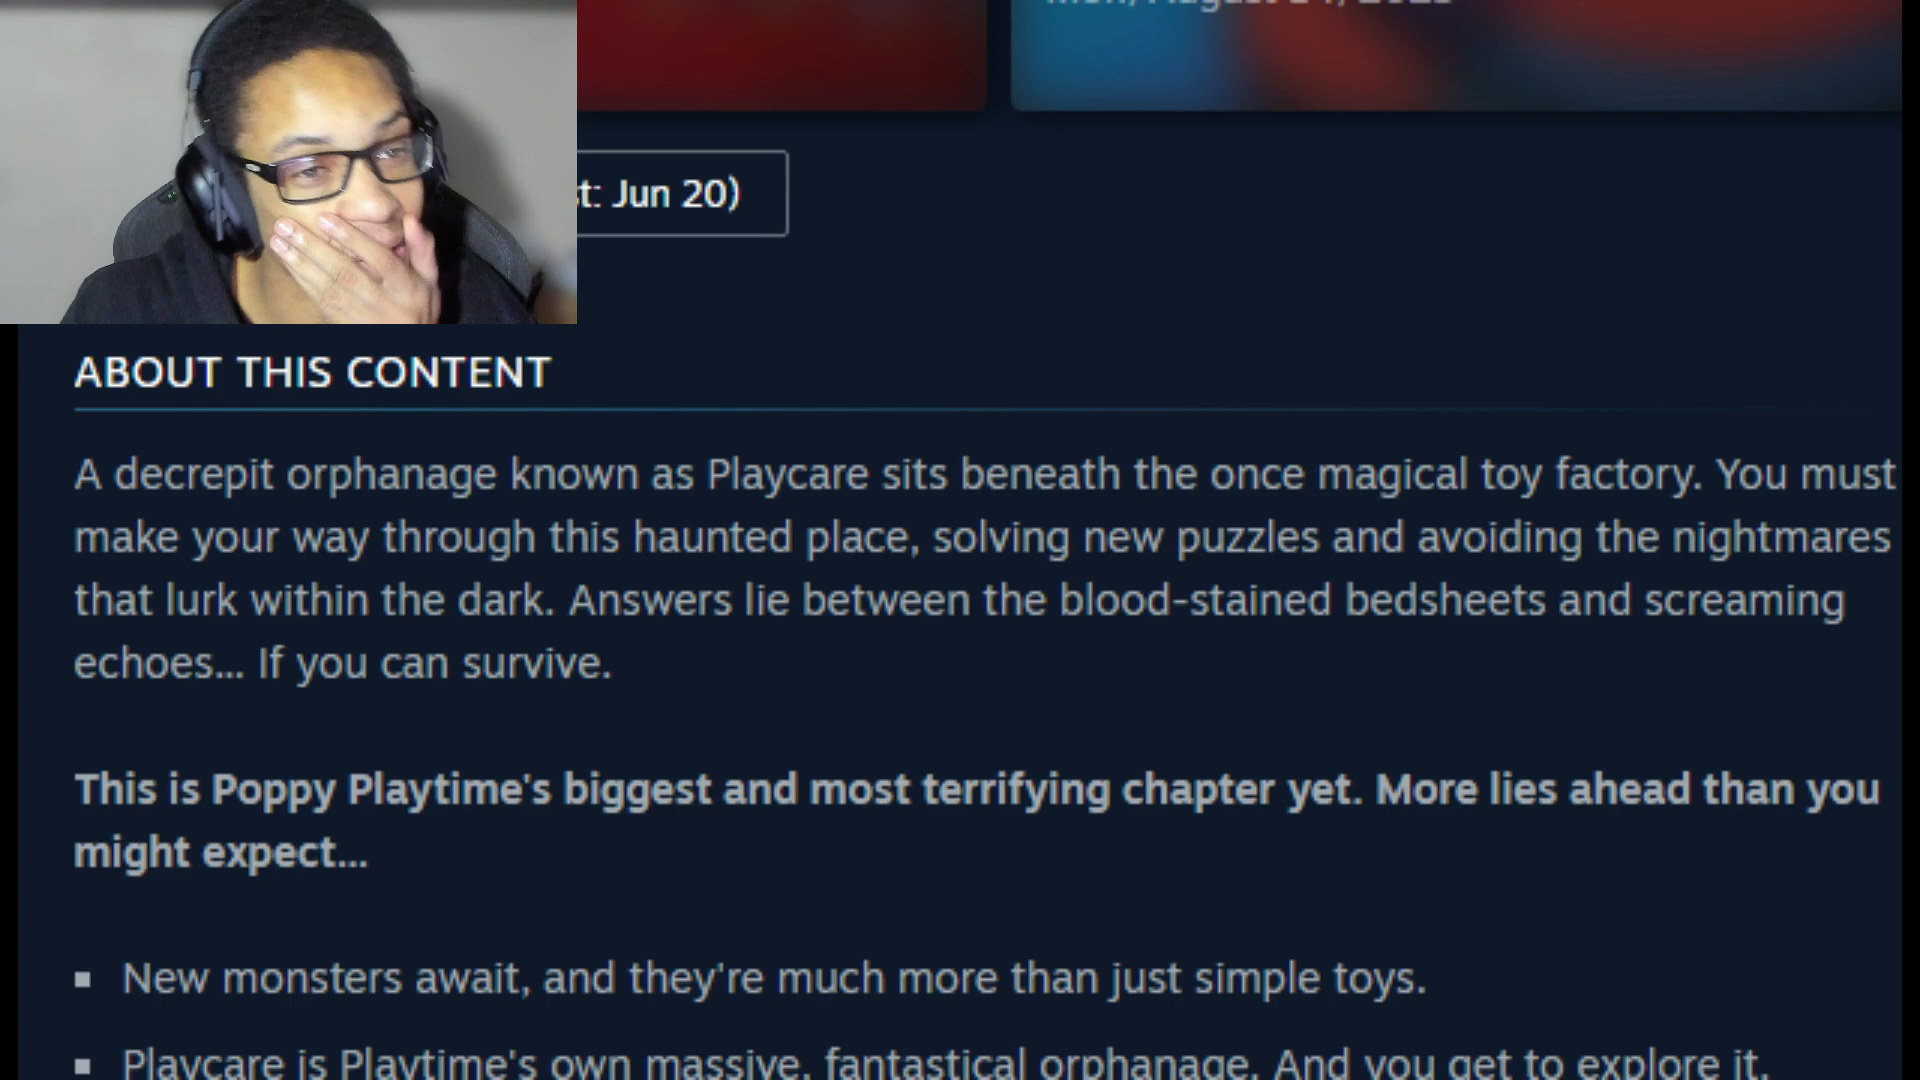 t: Jun 20)
ABOUT THIS CONTENT
A decrepit orphanage known as Playcare sits beneath the once magical toy factory. You must
make your way through this haunted place, solving new puzzles and avoiding the nightmares
that lurk within the dark. Answers lie between the blood-stained bedsheets and screaming
echoes... If you can survive.
This is Poppy Playtime's biggest and most terrifying chapter yet. More lies ahead than you
might expect...
▪ New monsters await, and they're much more than just simple toys.
▪ Playcare is Playtime's own massive, fantastical orphanage. And you get to explore it.